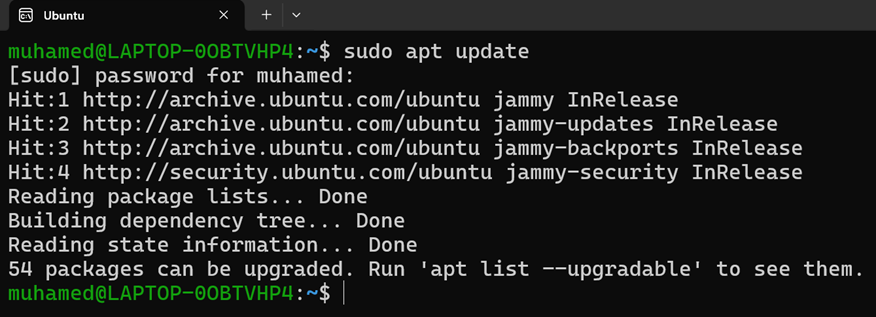 Ubuntu
muhamed@LAPTOP-0OBTVHP4:~$ sudo apt update
[sudo] password for muhamed:
Hit:1 http://archive.ubuntu.com/ubuntu jammy InRelease
Hit:2 http://archive.ubuntu.com/ubuntu jammy-updates InRelease
Hit:3 http://archive.ubuntu.com/ubuntu jammy-backports InRelease
Hit:4 http://security.ubuntu.com/ubuntu jammy-security InRelease
Reading package lists... Done
Building dependency tree... Done
Reading state information... Done
54 packages can be upgraded. Run 'apt list --upgradable' to see them.
muhamed@LAPTOP-0OBTVHP4:~$